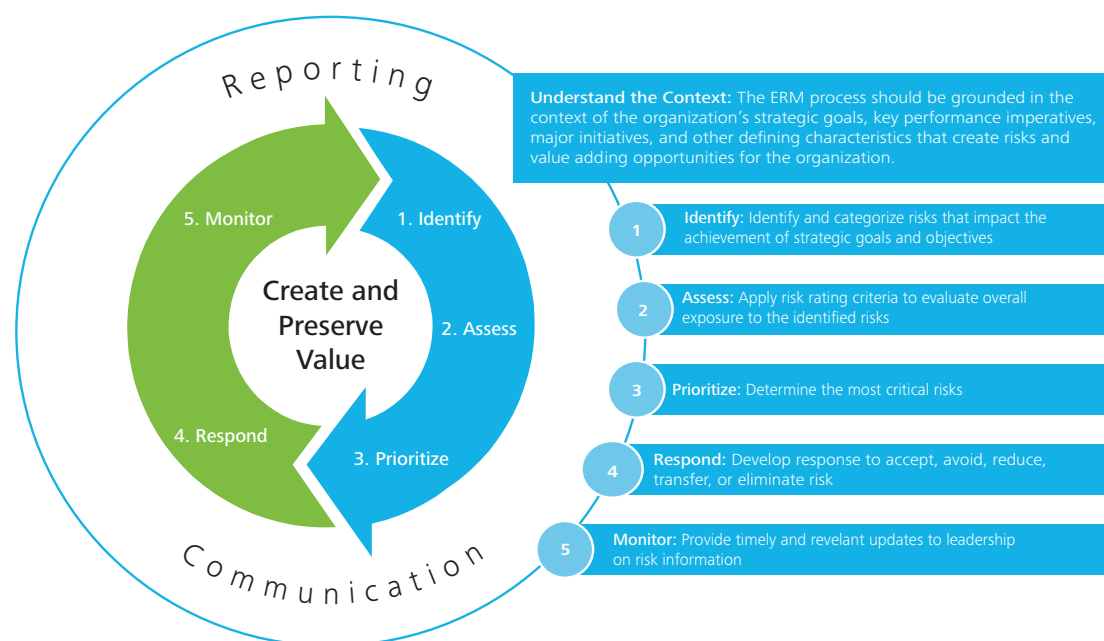 Reporting
Understand the Context: The ERM process should be grounded in the
context of the organization's strategic goals, key performance imperatives,
major initiatives, and other defining characteristics that create risks and
value adding opportunities for the organization.
5. Monitor
1. Identify
Create and
Preserve
Value
2. Assess
4. Respond
3. Prioritize
Communication
1
Identify: Identify and categorize risks that impact the
achievement of strategic goals and objectives
2
Assess: Apply risk rating criteria to evaluate overall
exposure to the identified risks
3
Prioritize: Determine the most critical risks
4
Respond: Develop response to accept, avoid, reduce,
transfer, or eliminate risk
5
Monitor: Provide timely and revelant updates to leadership
on risk information